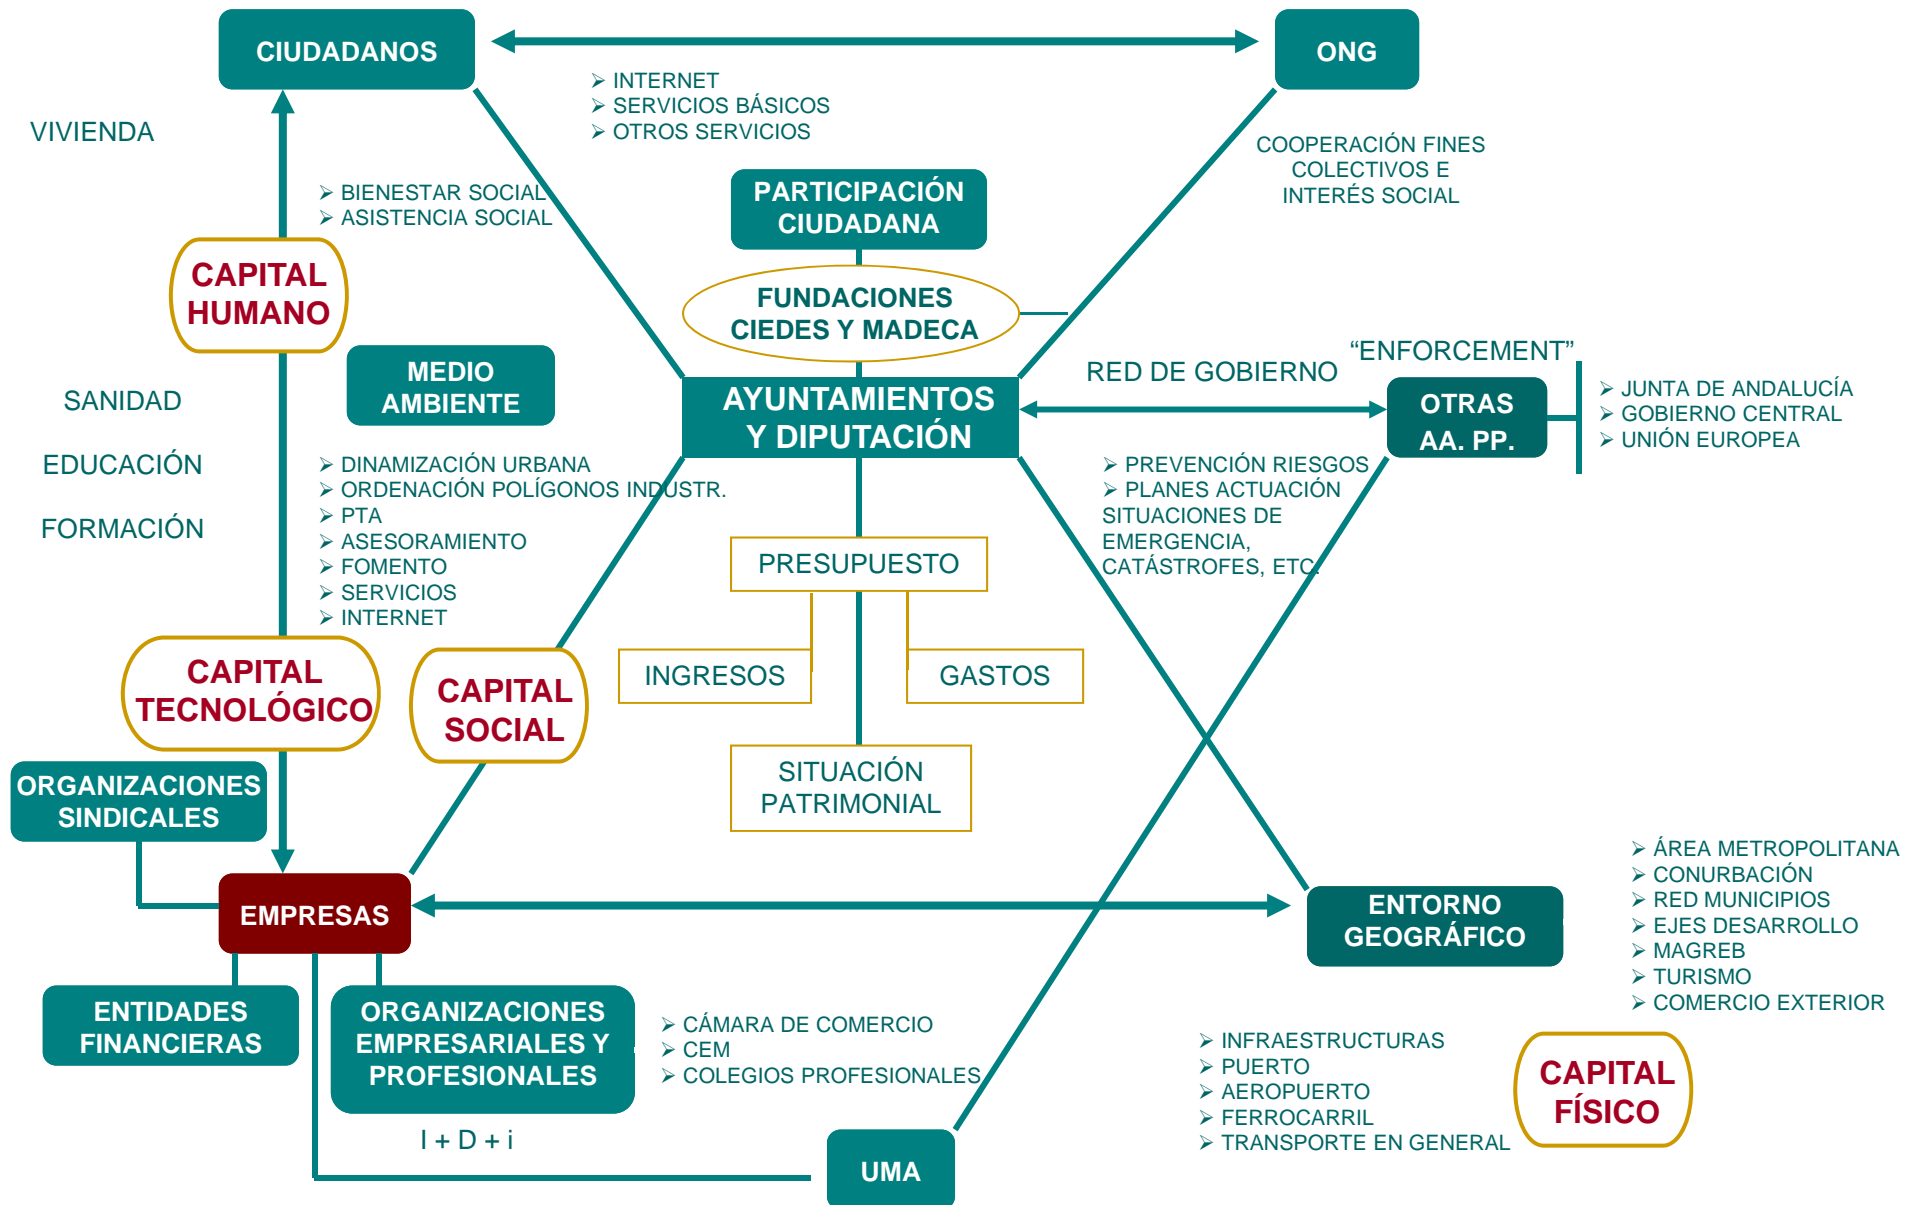 CIUDADANOS
ONG
➢ INTERNET
➢ SERVICIOS BÁSICOS
➢ OTROS SERVICIOS
VIVIENDA
COOPERACIÓN FINES
COLECTIVOS E
INTERÉS SOCIAL
➢ BIENESTAR SOCIAL
➢ ASISTENCIA SOCIAL
PARTICIPACIÓN
CIUDADANA
CAPITAL
HUMANO
FUNDACIONES
CIEDES Y MADECA
MEDIO
AMBIENTE
AYUNTAMIENTOS
Y DIPUTACIÓN
RED DE GOBIERNO
“ENFORCEMENT”
OTRAS
AA. PP.
➢ JUNTA DE ANDALUCÍA
➢ GOBIERNO CENTRAL
➢ UNIÓN EUROPEA
SANIDAD
EDUCACIÓN
FORMACIÓN
➢ DINAMIZACIÓN URBANA
➢ ORDENACIÓN POLÍGONOS INDUSTR.
➢ PTA
➢ ASESORAMIENTO
➢ FOMENTO
➢ SERVICIOS
➢ INTERNET
➢ PREVENCIÓN RIESGOS
➢ PLANES ACTUACIÓN
SITUACIONES DE
EMERGENCIA,
CATÁSTROFES, ETC.
PRESUPUESTO
INGRESOS
GASTOS
CAPITAL
TECNOLÓGICO
CAPITAL
SOCIAL
SITUACIÓN
PATRIMONIAL
ORGANIZACIONES
SINDICALES
EMPRESAS
ENTORNO
GEOGRÁFICO
➢ ÁREA METROPOLITANA
➢ CONURBACIÓN
➢ RED MUNICIPIOS
➢ EJES DESARROLLO
➢ MAGREB
➢ TURISMO
➢ COMERCIO EXTERIOR
ENTIDADES
FINANCIERAS
ORGANIZACIONES
EMPRESARIALES Y
PROFESIONALES
➢ CÁMARA DE COMERCIO
➢ CEM
➢ COLEGIOS PROFESIONALES
➢ INFRAESTRUCTURAS
➢ PUERTO
➢ AEROPUERTO
➢ FERROCARRIL
➢ TRANSPORTE EN GENERAL
CAPITAL
FÍSICO
I + D + i
UMA